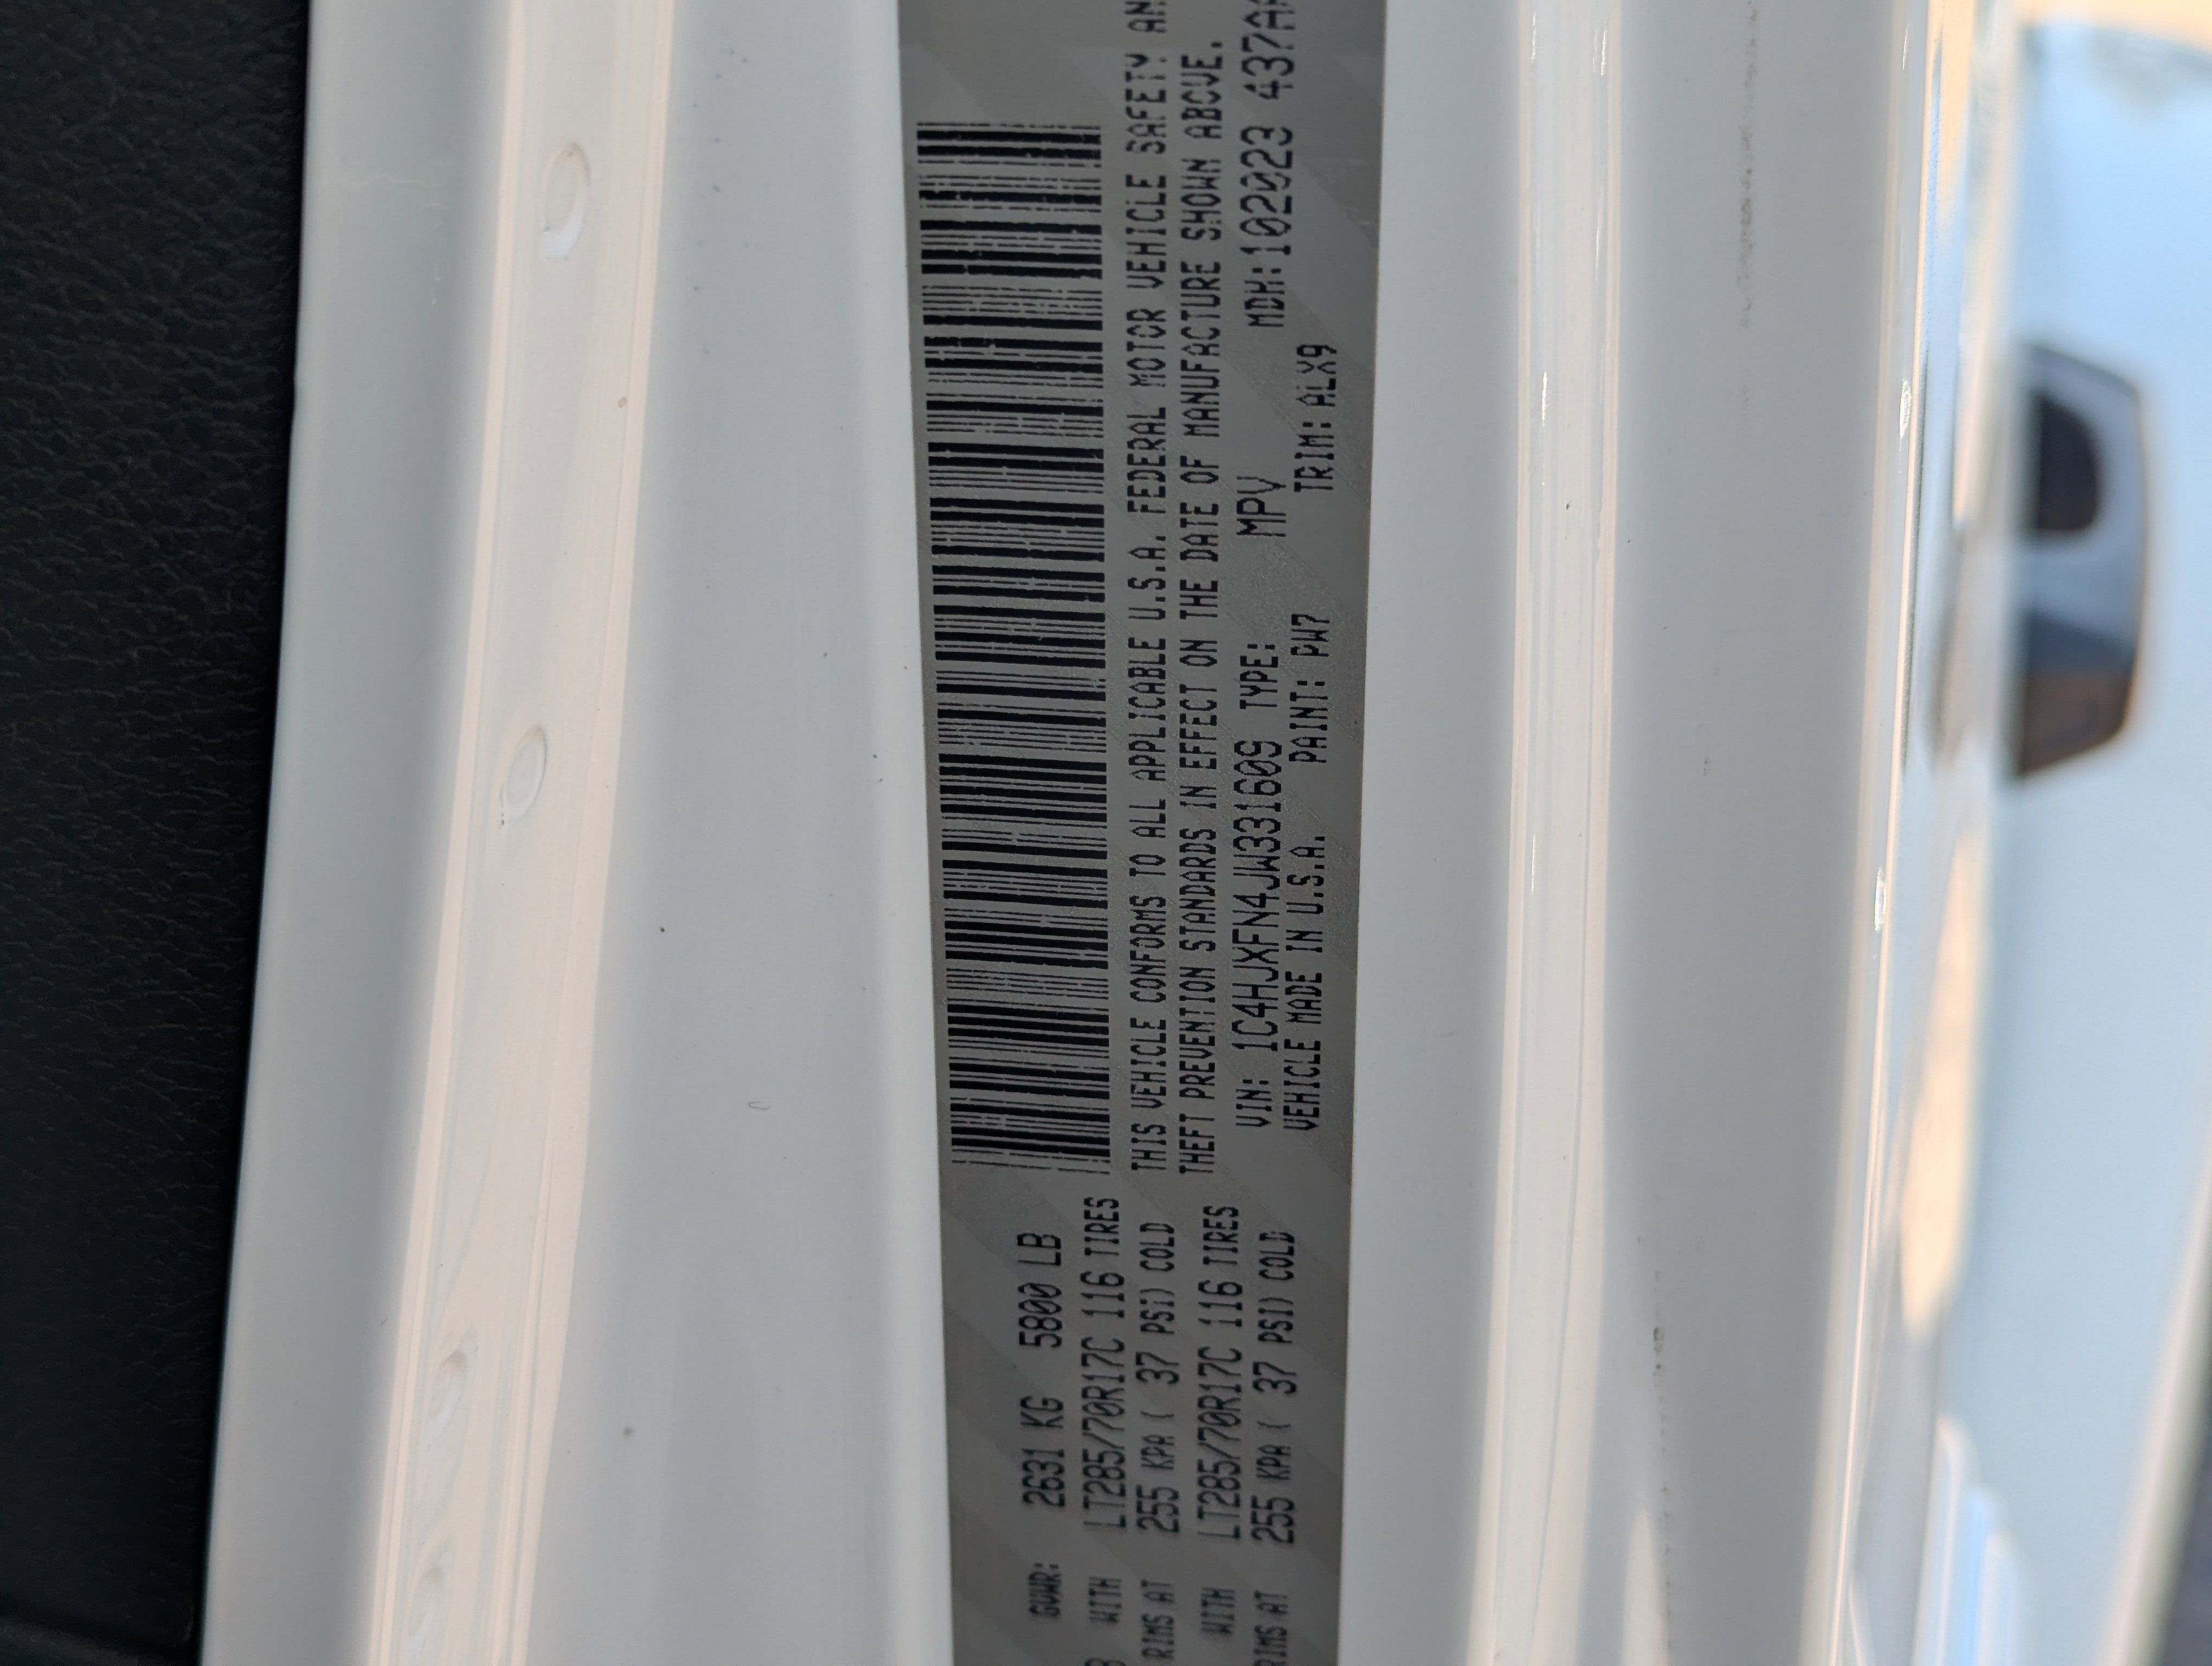 GVWR: 2631 KG 5800 LB
WITH LT285/70R17C 116 TIRES
RIMS AT 255 KPA ( 37 PSI) COLD
WITH LT285/70R17C 116 TIRES
RIMS AT 255 KPA ( 37 PSI) COLD
THIS VEHICLE CONFORMS TO ALL APPLICABLE U.S.A. FEDERAL MOTOR VEHICLE SAFETY AN
THEFT PREVENTION STANDARDS IN EFFECT ON THE DATE OF MANUFACTURE SHOWN ABOVE.
VIN: 1C4HJXFN4JW331609 TYPE: MPV MDH: 102023 437A
VEHICLE MADE IN U.S.A. PAINT: PW7 TRIM: ALX9